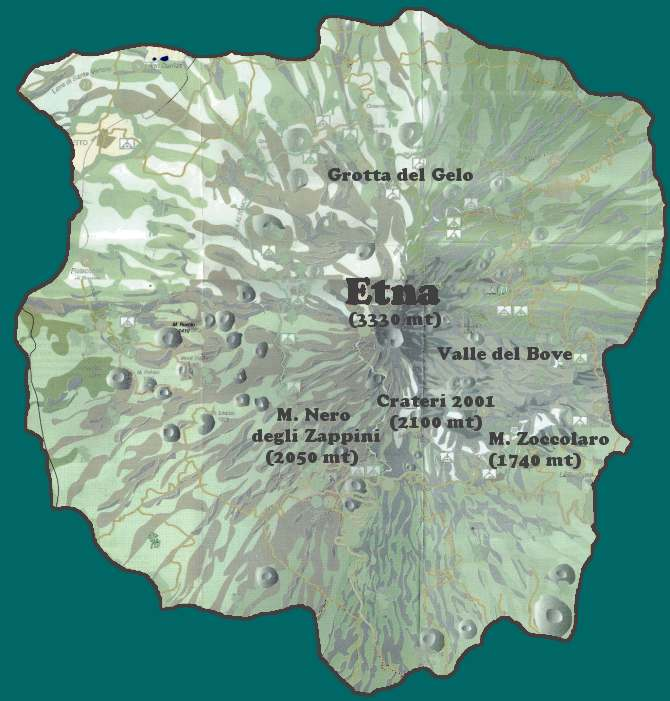 Grotta del Gelo
Etna
(3330 mt)
Valle del Bove
Crateri 2001
(2100 mt)
M. Nero
degli Zappini
(2050 mt)
M. Zoccolaro
(1740 mt)